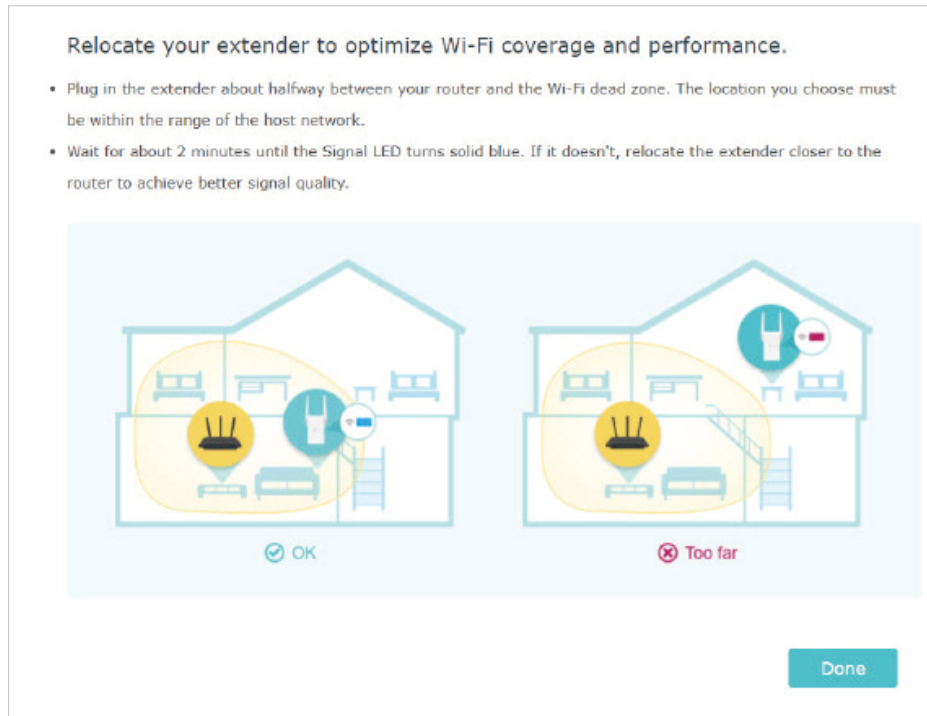 Relocate your extender to optimize Wi-Fi coverage and performance.
• Plug in the extender about halfway between your router and the Wi-Fi dead zone. The location you choose must
be within the range of the host network.
• Wait for about 2 minutes until the Signal LED turns solid blue. If it doesn't, relocate the extender closer to the
router to achieve better signal quality.
OK
Too far
Done